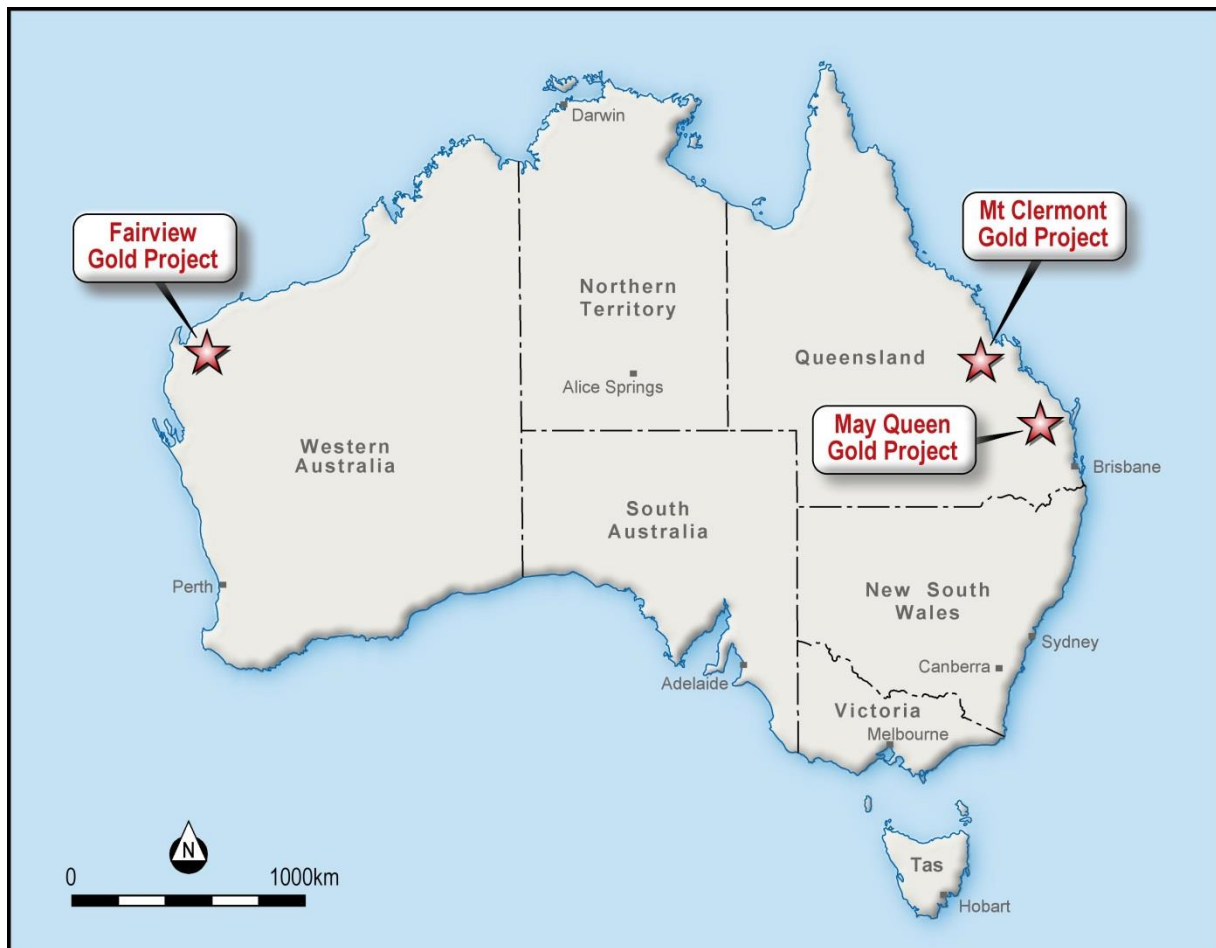 Darwin
Fairview
Gold Project
Mt Clermont
Gold Project
Northern
Territory
Queensland
Alice Springs
May Queen
Gold Project
Western
Australia
Brisbane
South
Australia
Perth
New South
Wales
Sydney
Canberra
Adelaide
Victoria
Melbourne
N
0 1000km
Tas
Hobart